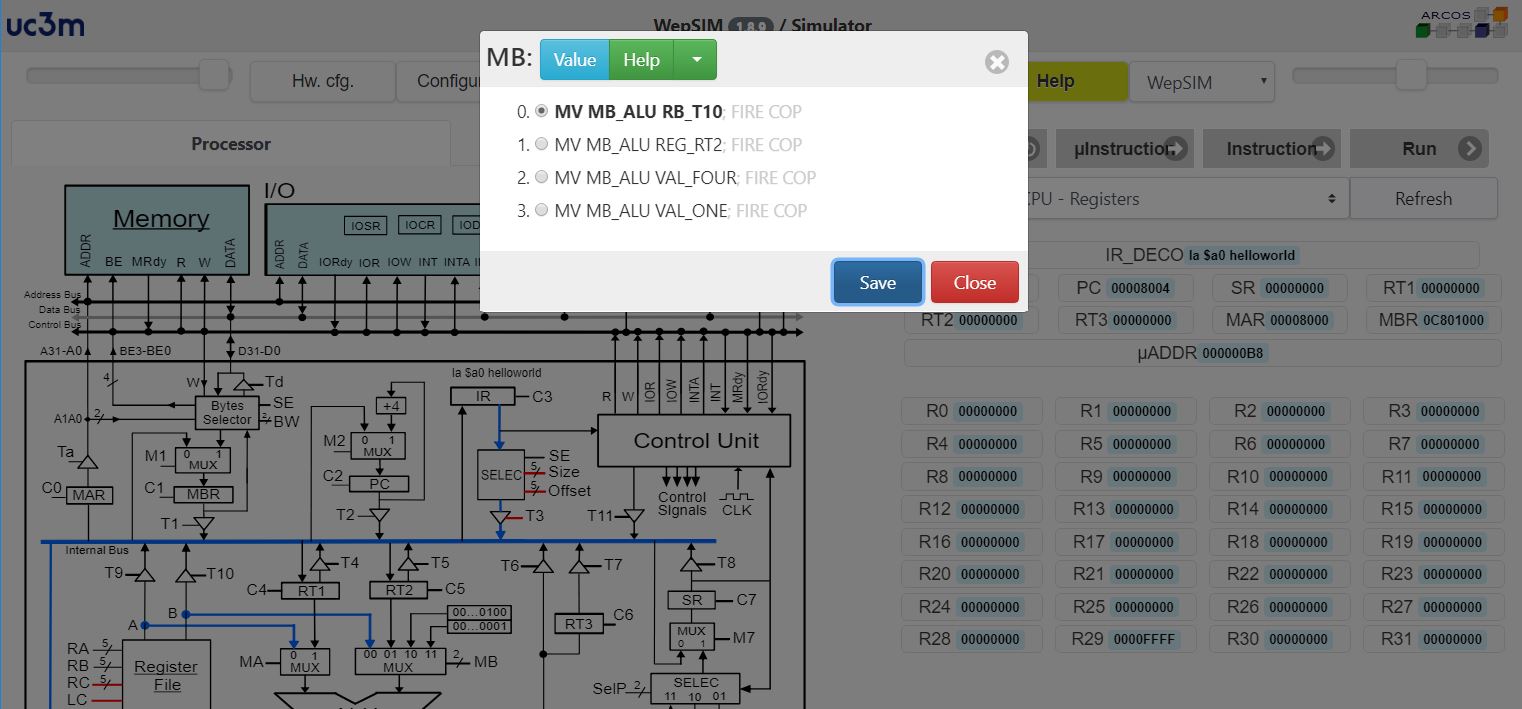 uc3m
WepSIM 1.8.9 / Simulator
ARCOS
MB: Value Help
Hw. cfg.
Help
WepSIM
0. MV MB_ALU RB_T10; FIRE COP
1. MV MB_ALU REG_RT2; FIRE COP
2. MV MB_ALU VAL_FOUR; FIRE COP
3. MV MB_ALU VAL_ONE; FIRE COP
Save Close
Processor
µInstruction Instruction Run
CPU - Registers Refresh
IR_DECO la $a0 helloworld
PC 00008004 SR 00000000 RT1 00000000
RT2 00000000 RT3 00000000 MAR 00008000 MBR 0C801000
µADDR 000000B8
R0 00000000 R1 00000000 R2 00000000 R3 00000000
R4 00000000 R5 00000000 R6 00000000 R7 00000000
R8 00000000 R9 00000000 R10 00000000 R11 00000000
R12 00000000 R13 00000000 R14 00000000 R15 00000000
R16 00000000 R17 00000000 R18 00000000 R19 00000000
R20 00000000 R21 00000000 R22 00000000 R23 00000000
R24 00000000 R25 00000000 R26 00000000 R27 00000000
R28 00000000 R29 0000FFFF R30 00000000 R31 00000000
Memory
ADDR BE MRdy R W DATA
I/O
IOSR IOCR
ADDR DATA IORdy IOR IOW INT INTA
Address Bus
Data Bus
Control Bus
A31-A0 BE3-BE0 D31-D0
R W IOR IOW INTA INT MRdy IORdy
la $a0 helloworld
IR C3
4 W Td
Bytes
Selector
SE
2 BW
A1A0 2
+4
M2 0 1
MUX
C2 PC
T2
Ta
C0 MAR
M1 0 1
MUX
C1 MBR
T1
SELEC
SE
5 Size
5 Offset
T3
Control Unit
Control
Signals
CLK
T11
Internal Bus
T9 T10 T4 T5 T6 T7 T8
C4 RT1
RT2 C5
SR C7
RT3 C6
MUX
0 1
M7
00...0100
00...0001
A B
RA 5
RB 5
RC 5
LC
Register
File
MA 0 1
MUX
00 01 10 11
MUX
2 MB
SelP 2
SELEC
11 10 01